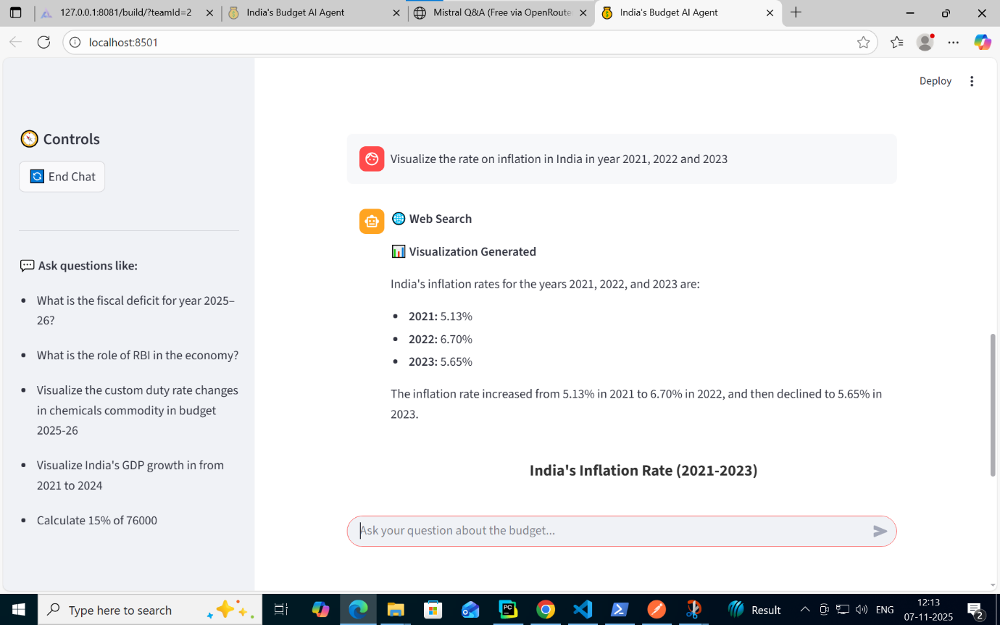 127.0.0.1:8081/build/?teamId=2
India's Budget AI Agent
Mistral Q&A (Free via OpenRoute
India's Budget AI Agent
localhost:8501
Deploy
Controls
End Chat
Ask questions like:
What is the fiscal deficit for year 2025–
26?
What is the role of RBI in the economy?
Visualize the custom duty rate changes
in chemicals commodity in budget
2025-26
Visualize India's GDP growth in from
2021 to 2024
Calculate 15% of 76000
Visualize the rate on inflation in India in year 2021, 2022 and 2023
Web Search
Visualization Generated
India's inflation rates for the years 2021, 2022, and 2023 are:
2021: 5.13%
2022: 6.70%
2023: 5.65%
The inflation rate increased from 5.13% in 2021 to 6.70% in 2022, and then declined to 5.65% in
2023.
India's Inflation Rate (2021-2023)
Ask your question about the budget...
Type here to search
PC
Result
ENG
12:13
07-11-2025
2